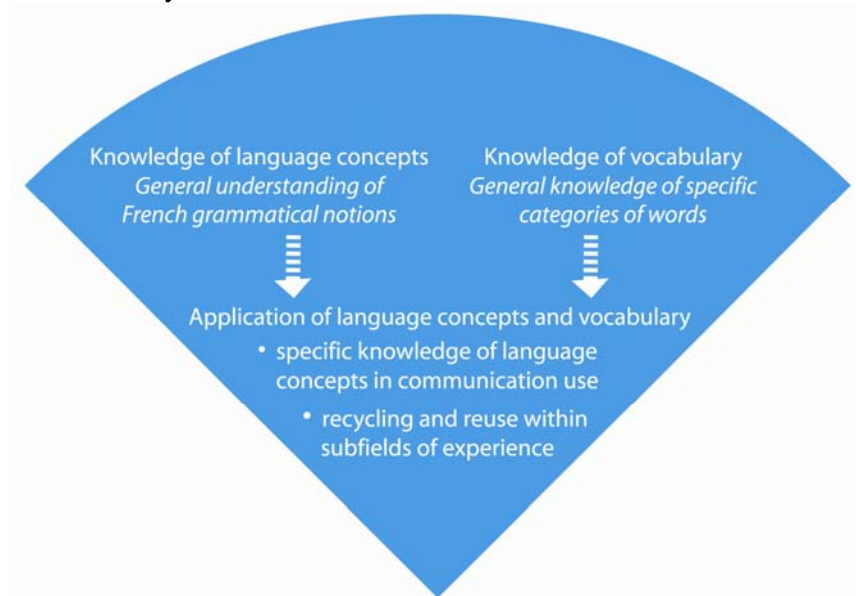 Knowledge of language concepts
General understanding of
French grammatical notions
Knowledge of vocabulary
General knowledge of specific
categories of words
Application of language concepts and vocabulary
• specific knowledge of language
concepts in communication use
• recycling and reuse within
subfields of experience